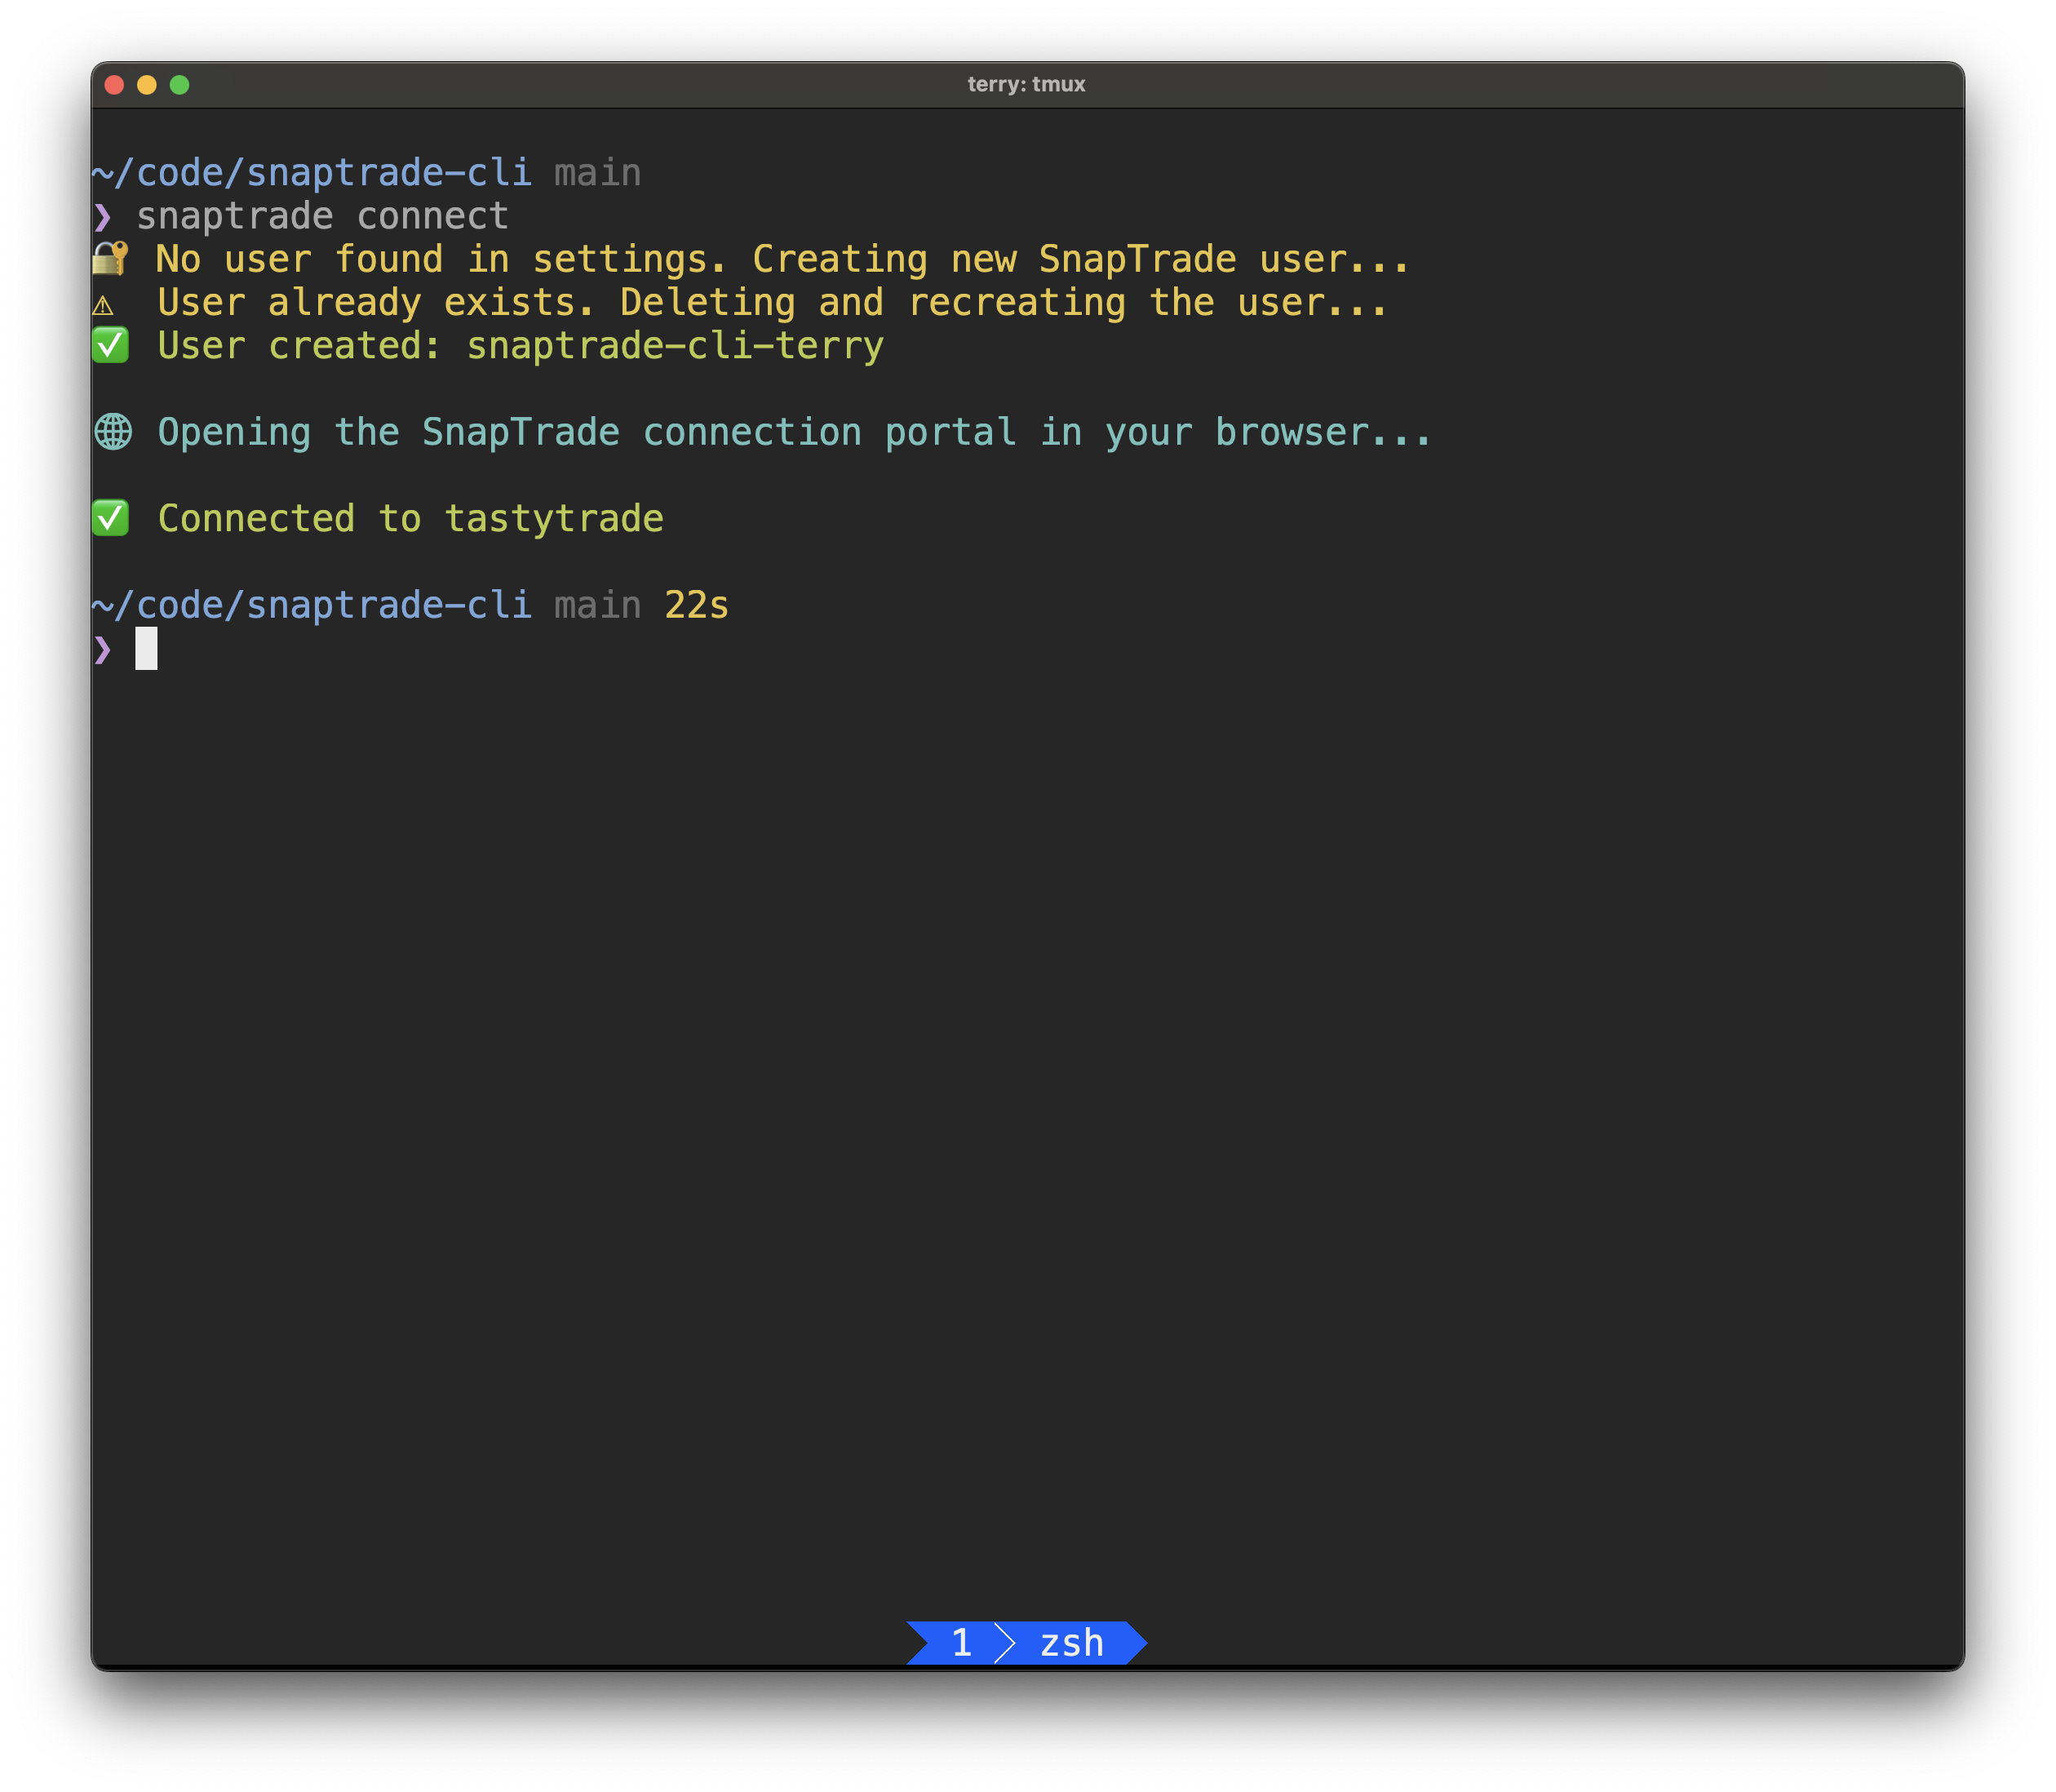 terry: tmux
~/code/snaptrade-cli main
❯ snaptrade connect
🔐 No user found in settings. Creating new SnapTrade user...
⚠ User already exists. Deleting and recreating the user...
✅ User created: snaptrade-cli-terry
🌐 Opening the SnapTrade connection portal in your browser...
✅ Connected to tastytrade
~/code/snaptrade-cli main 22s
❯
1 zsh